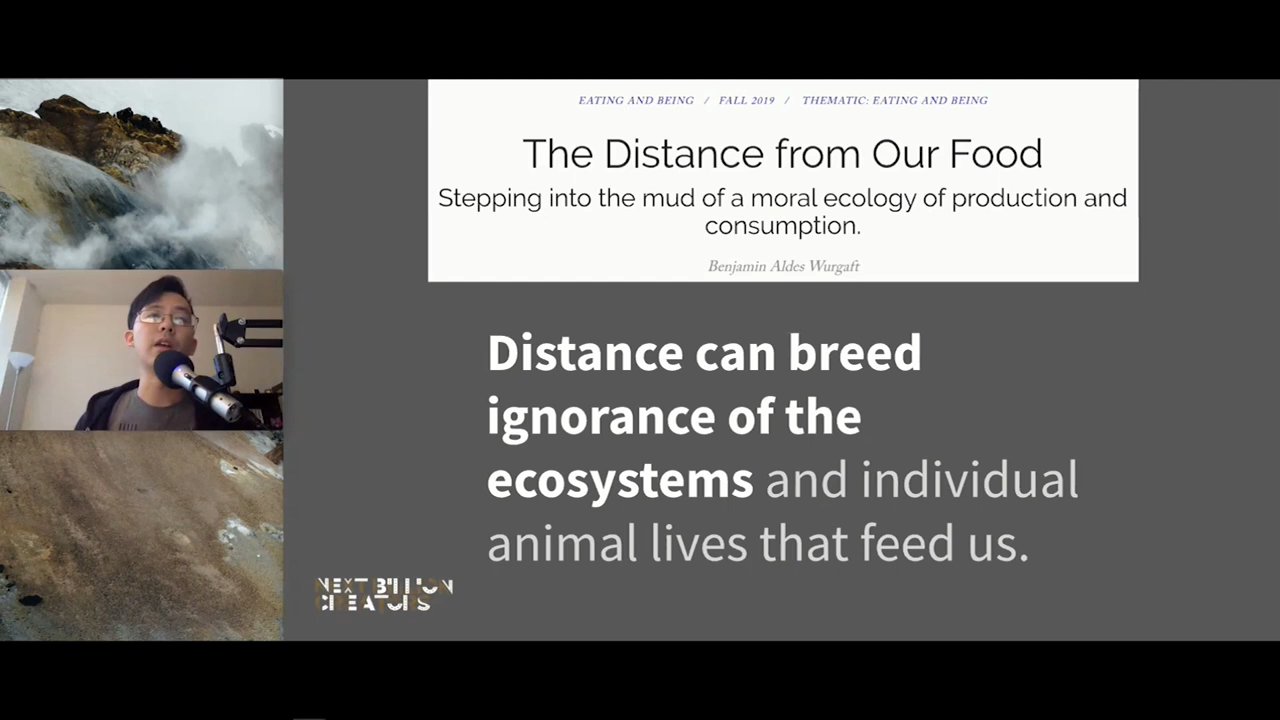 EATING AND BEING / FALL 2019 / THEMATIC: EATING AND BEING
The Distance from Our Food
Stepping into the mud of a moral ecology of production and
consumption.
Benjamin Aldes Wurgaft
Distance can breed
ignorance of the
ecosystems and individual
animal lives that feed us.
NEXT BILLION
CREATORS